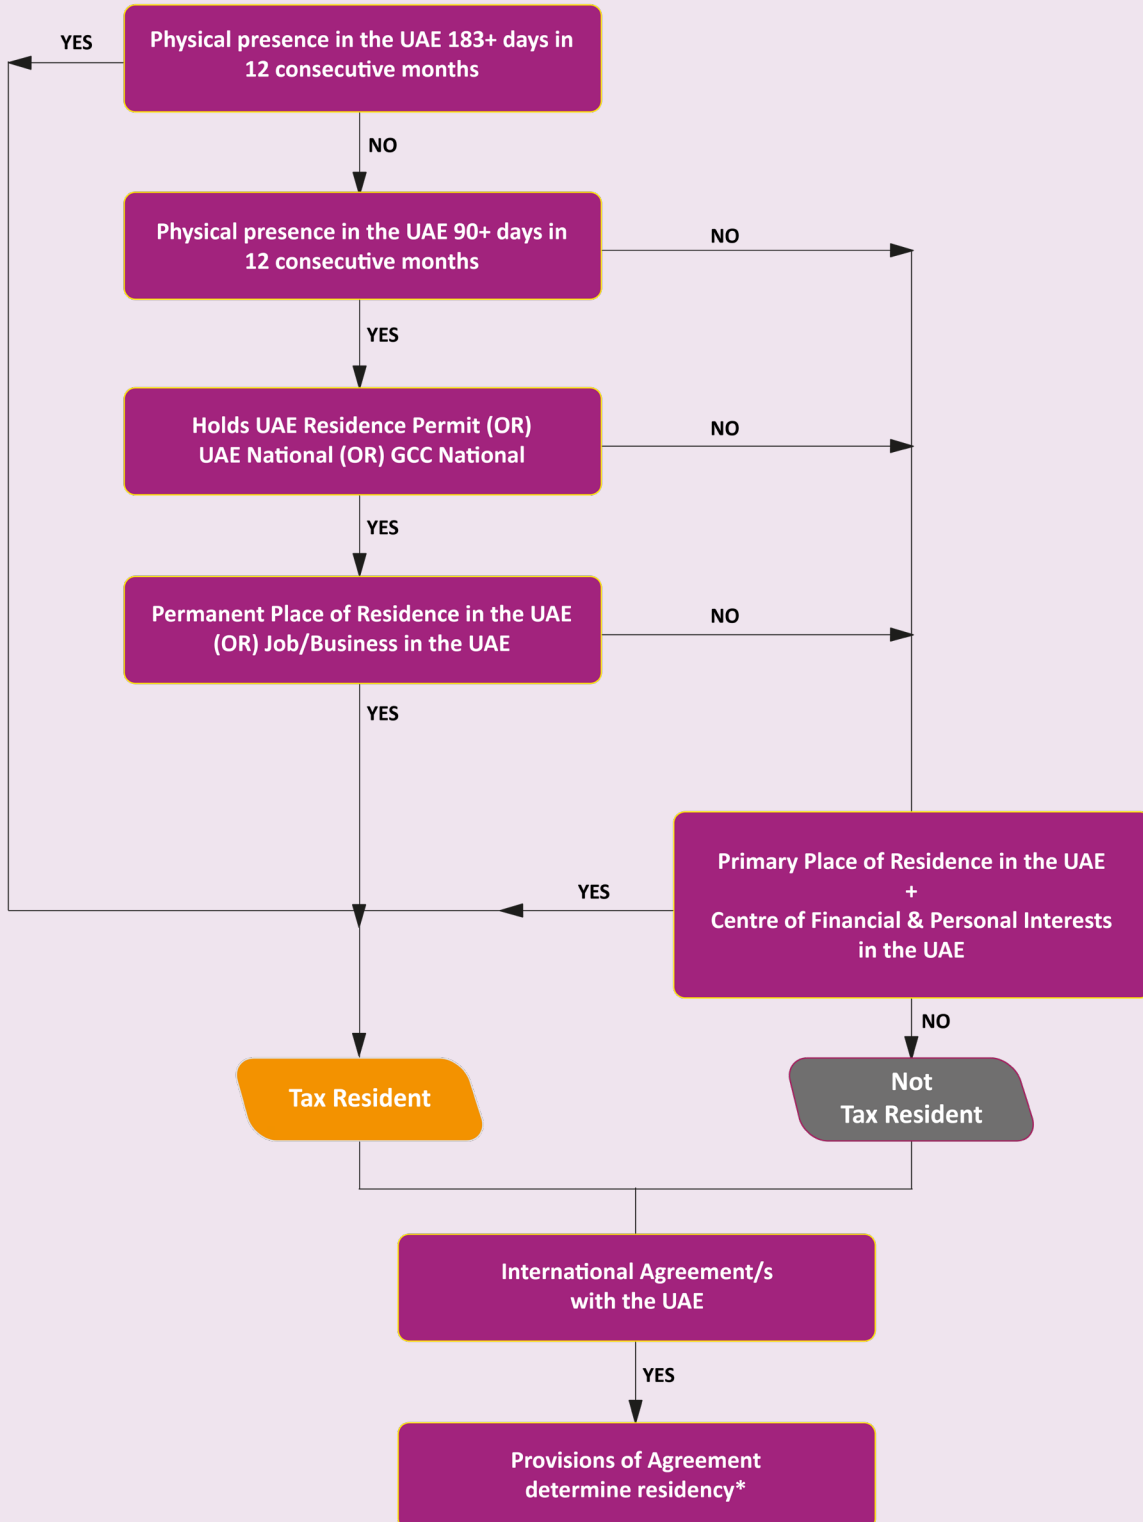 Physical presence in the UAE 183+ days in
12 consecutive months
YES
NO
Physical presence in the UAE 90+ days in
12 consecutive months
NO
YES
Holds UAE Residence Permit (OR)
UAE National (OR) GCC National
NO
YES
Permanent Place of Residence in the UAE
(OR) Job/Business in the UAE
NO
YES
Primary Place of Residence in the UAE
+
Centre of Financial & Personal Interests
in the UAE
YES
NO
Tax Resident
Not
Tax Resident
International Agreement/s
with the UAE
YES
Provisions of Agreement
determine residency*